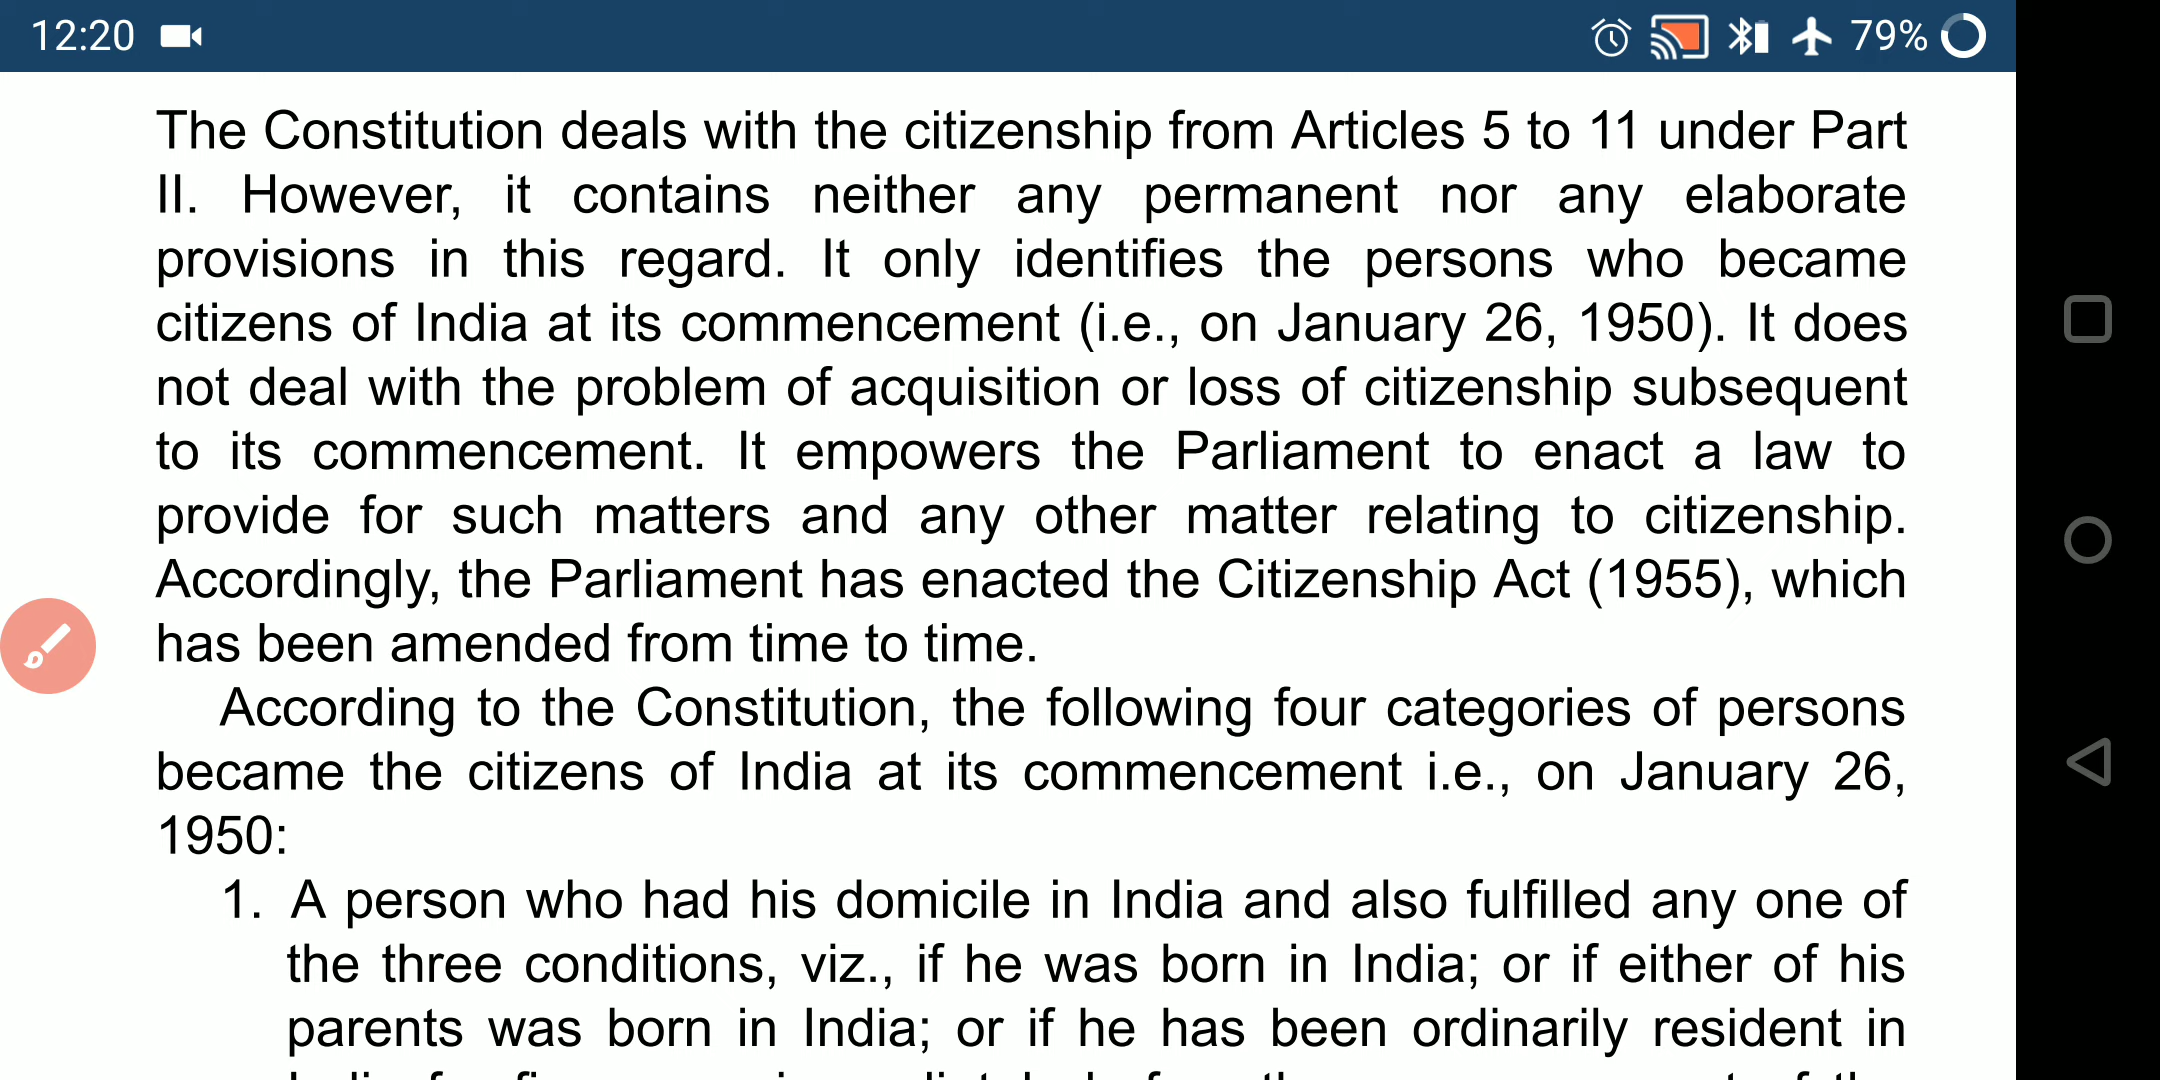 12:20
79%
The Constitution deals with the citizenship from Articles 5 to 11 under Part
II. However, it contains neither any permanent nor any elaborate
provisions in this regard. It only identifies the persons who became
citizens of India at its commencement (i.e., on January 26, 1950). It does
not deal with the problem of acquisition or loss of citizenship subsequent
to its commencement. It empowers the Parliament to enact a law to
provide for such matters and any other matter relating to citizenship.
Accordingly, the Parliament has enacted the Citizenship Act (1955), which
has been amended from time to time.
According to the Constitution, the following four categories of persons
became the citizens of India at its commencement i.e., on January 26,
1950:
1. A person who had his domicile in India and also fulfilled any one of
the three conditions, viz., if he was born in India; or if either of his
parents was born in India; or if he has been ordinarily resident in